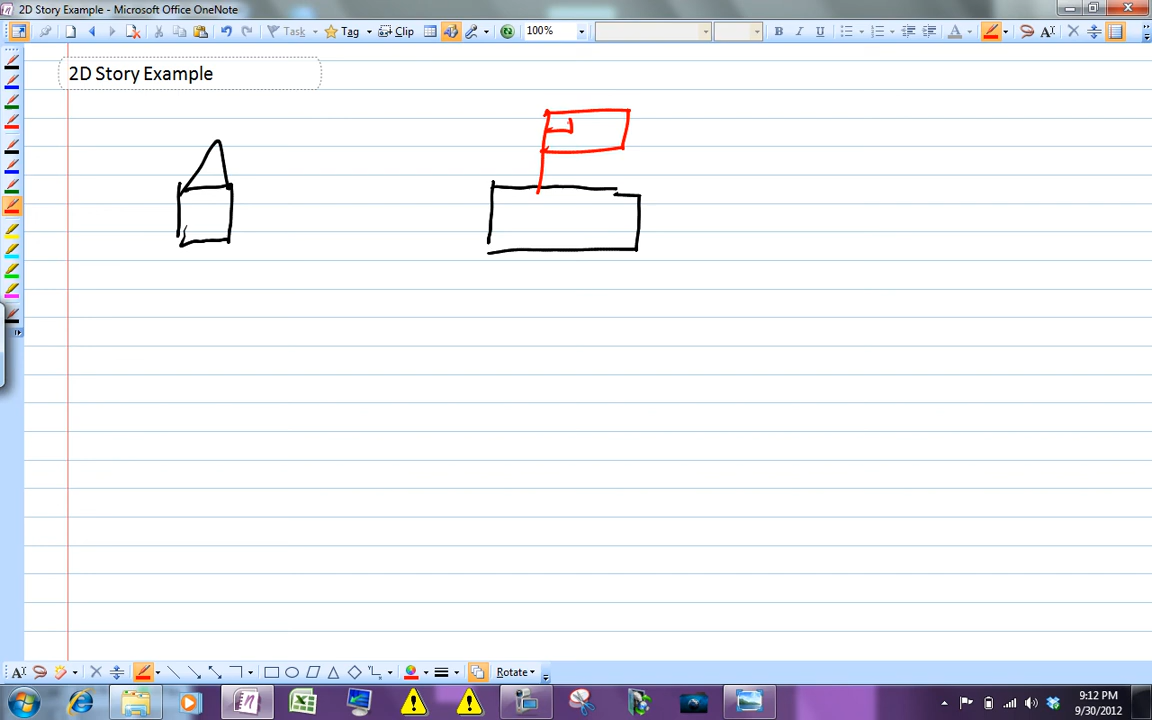 2D Story Example - Microsoft Office OneNote
Task Tag Clip 100% B I U A
2D Story Example
Rotate
9:12 PM
9/30/2012